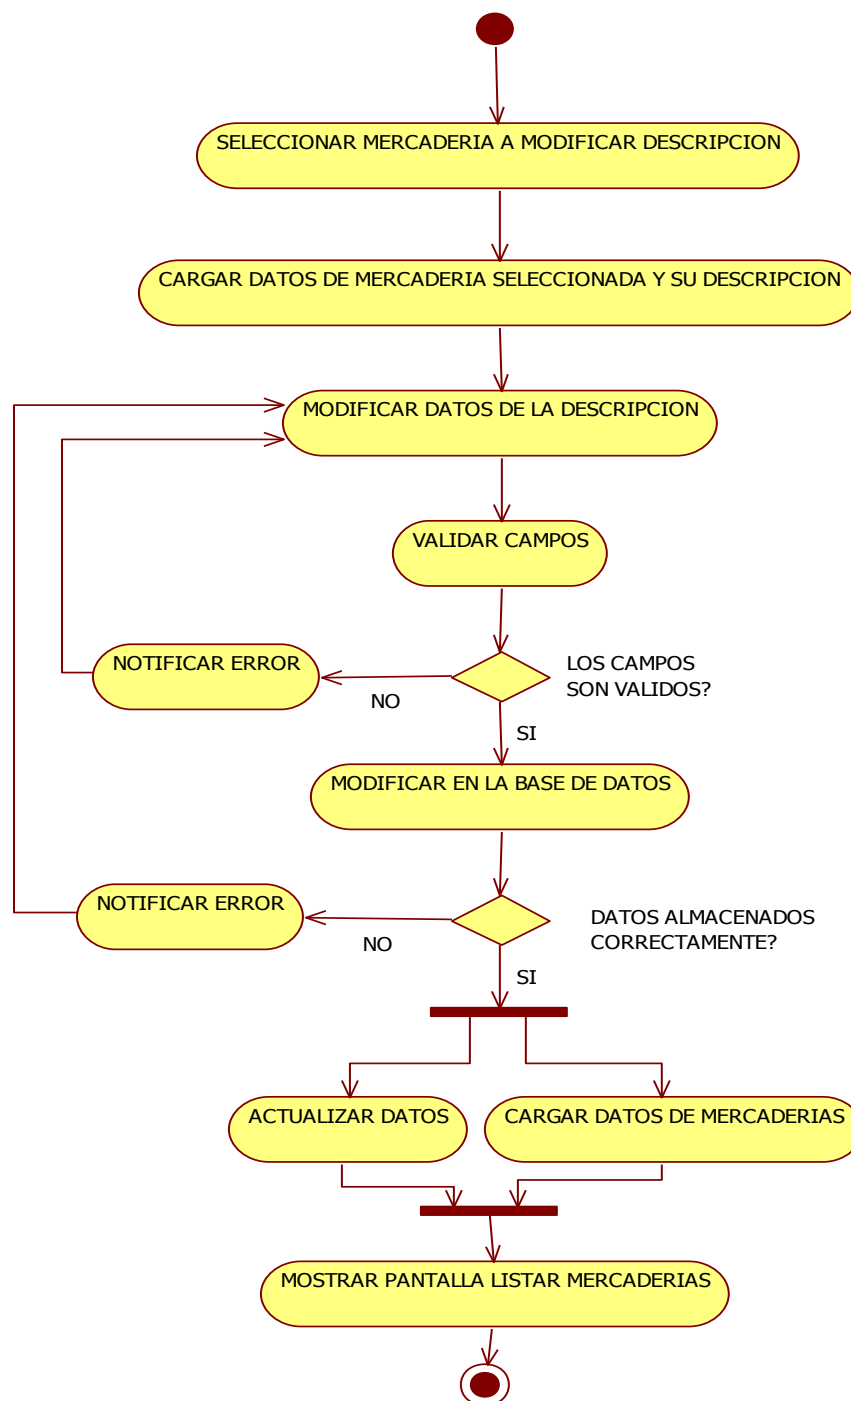 SELECCIONAR MERCADERIA A MODIFICAR DESCRIPCION
CARGAR DATOS DE MERCADERIA SELECCIONADA Y SU DESCRIPCION
MODIFICAR DATOS DE LA DESCRIPCION
VALIDAR CAMPOS
NOTIFICAR ERROR
NO
LOS CAMPOS
SON VALIDOS?
SI
MODIFICAR EN LA BASE DE DATOS
NOTIFICAR ERROR
NO
DATOS ALMACENADOS
CORRECTAMENTE?
SI
ACTUALIZAR DATOS
CARGAR DATOS DE MERCADERIAS
MOSTRAR PANTALLA LISTAR MERCADERIAS